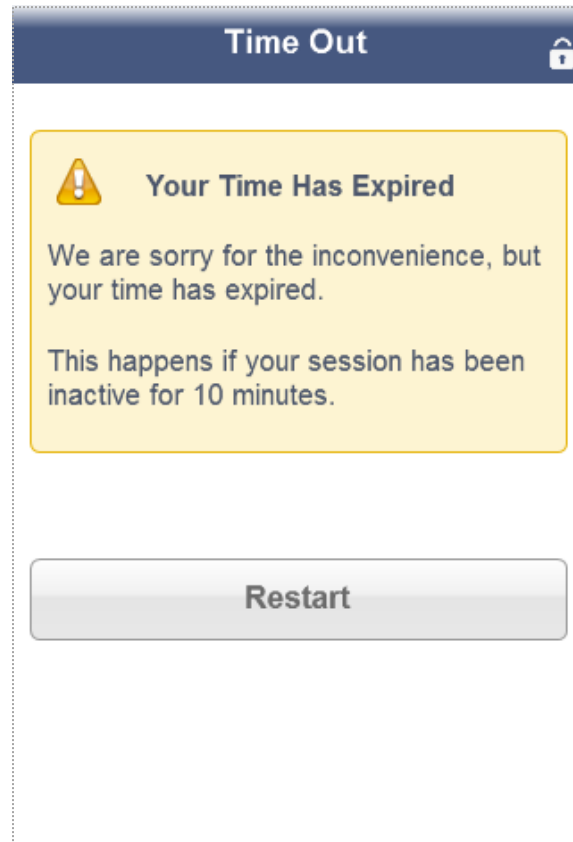 Time Out
Your Time Has Expired
We are sorry for the inconvenience, but
your time has expired.
This happens if your session has been
inactive for 10 minutes.
Restart